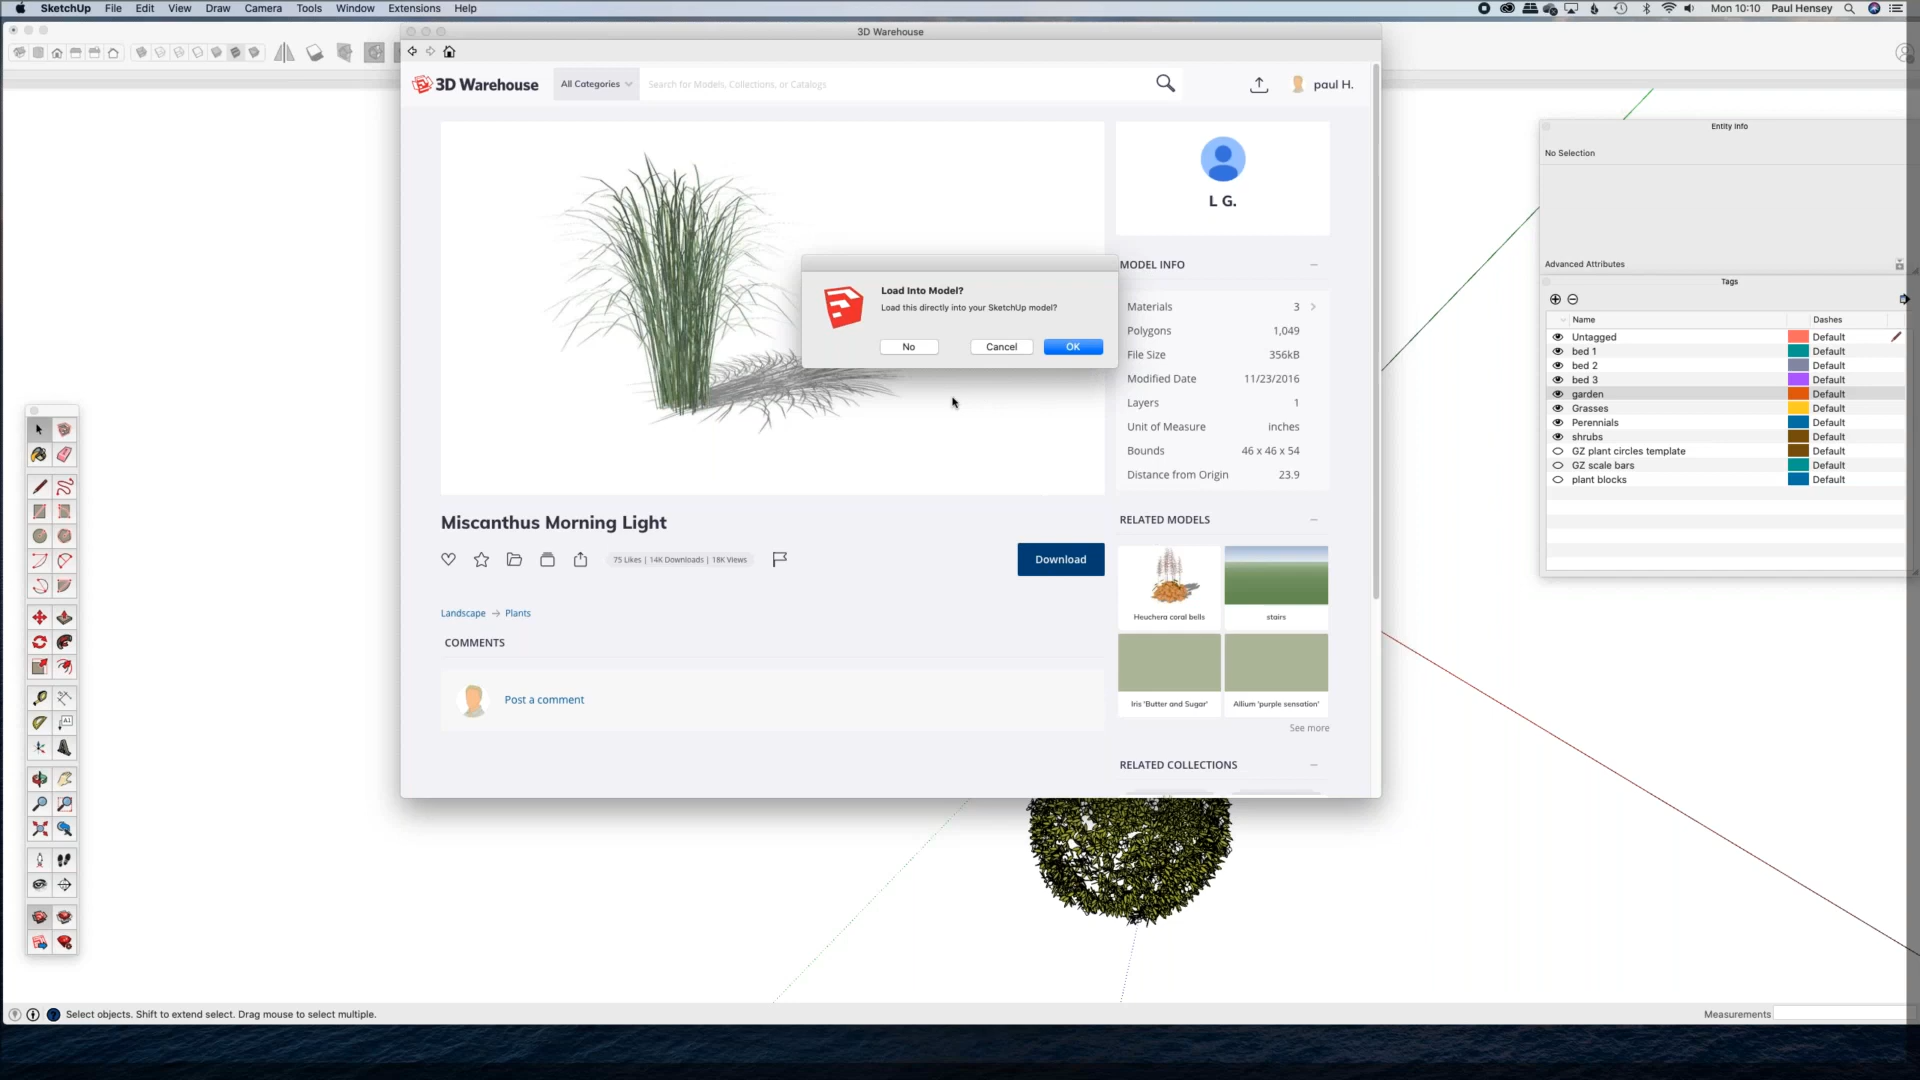 SketchUp File Edit View Draw Camera Tools Window Extensions Help
Mon 10:10 Paul Hensey
3D Warehouse
3D Warehouse
All Categories
Search for Models, Collections, or Catalogs
paul H.
L G.
Load Into Model?
Load this directly into your SketchUp model?
No Cancel OK
MODEL INFO
Materials 3
Polygons 1,049
File Size 356kB
Modified Date 11/23/2016
Layers 1
Unit of Measure inches
Bounds 46 x 46 x 54
Distance from Origin 23.9
Miscanthus Morning Light
75 Likes | 14K Downloads | 18K Views
Download
Landscape → Plants
COMMENTS
Post a comment
RELATED MODELS
Heuchera coral bells
stairs
Iris 'Butter and Sugar'
Allium 'purple sensation'
See more
RELATED COLLECTIONS
Entity Info
No Selection
Advanced Attributes
Tags
Name Dashes
Untagged Default
bed 1 Default
bed 2 Default
bed 3 Default
garden Default
Grasses Default
Perennials Default
shrubs Default
GZ plant circles template Default
GZ scale bars Default
plant blocks Default
Select objects. Shift to extend select. Drag mouse to select multiple.
Measurements